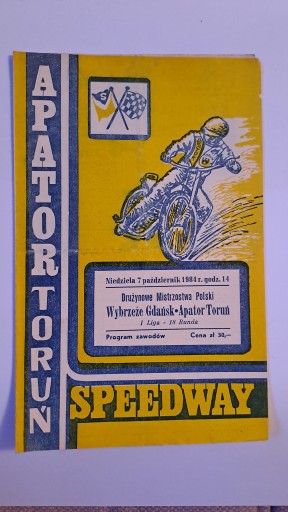 APATOR TORUŃ
S
Niedziela 7 październik 1984 r. godz. 14
Drużynowe Mistrzostwa Polski
Wybrzeże Gdańsk • Apator Toruń
I Liga - 18 Runda
Program zawodów Cena zł 30,—
SPEEDWAY